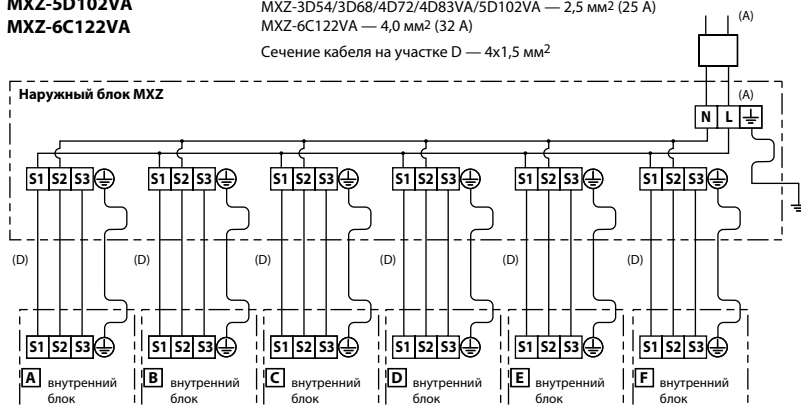 MXZ-5D102VA
MXZ-6C122VA
MXZ-3D54/3D68/4D72/4D83VA/5D102VA — 2,5 мм² (25 А)
MXZ-6C122VA — 4,0 мм² (32 А)
Сечение кабеля на участке D — 4x1,5 мм²
(A)
Наружный блок MXZ
(A)
N L
S1 S2 S3 S1 S2 S3 S1 S2 S3 S1 S2 S3 S1 S2 S3 S1 S2 S3
(D) (D) (D) (D) (D) (D)
S1 S2 S3 S1 S2 S3 S1 S2 S3 S1 S2 S3 S1 S2 S3 S1 S2 S3
A внутренний блок
B внутренний блок
C внутренний блок
D внутренний блок
E внутренний блок
F внутренний блок